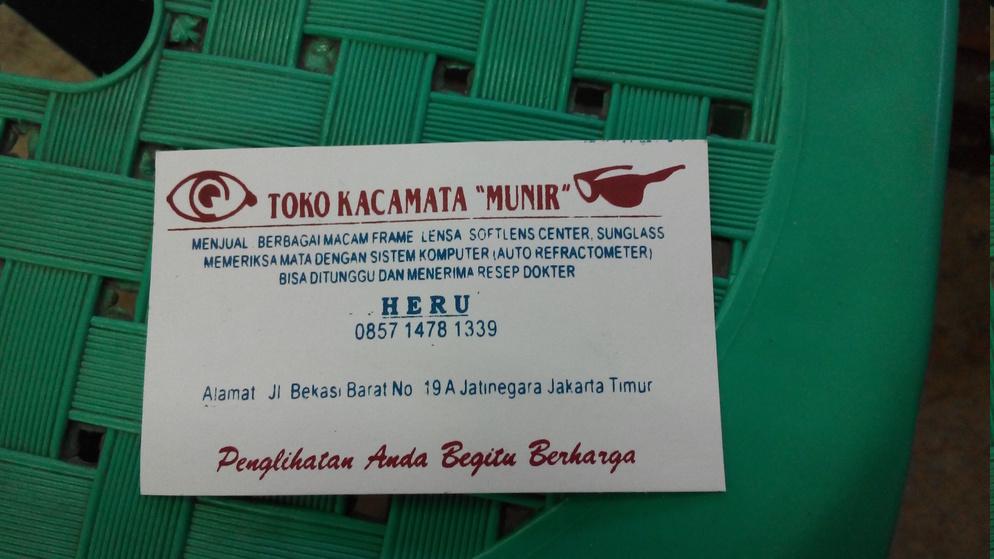 TOKO KACAMATA "MUNIR"
MENJUAL BERBAGAI MACAM FRAME LENSA SOFTLENS CENTER, SUNGLASS
MEMERIKSA MATA DENGAN SISTEM KOMPUTER (AUTO REFRACTOMETER)
BISA DITUNGGU DAN MENERIMA RESEP DOKTER
HERU
0857 1478 1339
Alamat Jl Bekasi Barat No 19 A Jatinegara Jakarta Timur
Penglihatan Anda Begitu Berharga